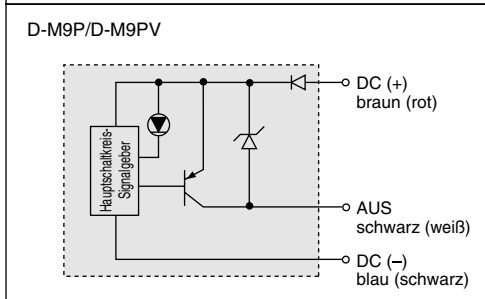 D-M9P/D-M9PV
DC (+)
braun (rot)
Hauptschaltkreis-
Signalgeber
AUS
schwarz (weiß)
DC (–)
blau (schwarz)